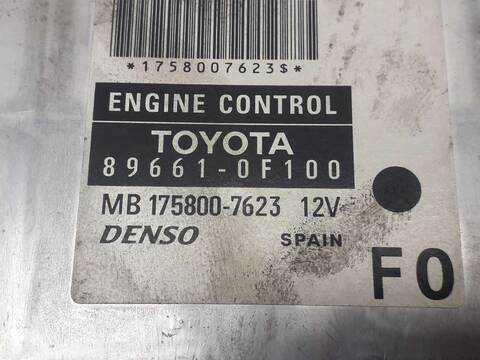 *1758007623$*
ENGINE CONTROL
TOYOTA
89661-0F100
MB 175800-7623 12V
DENSO SPAIN
F0